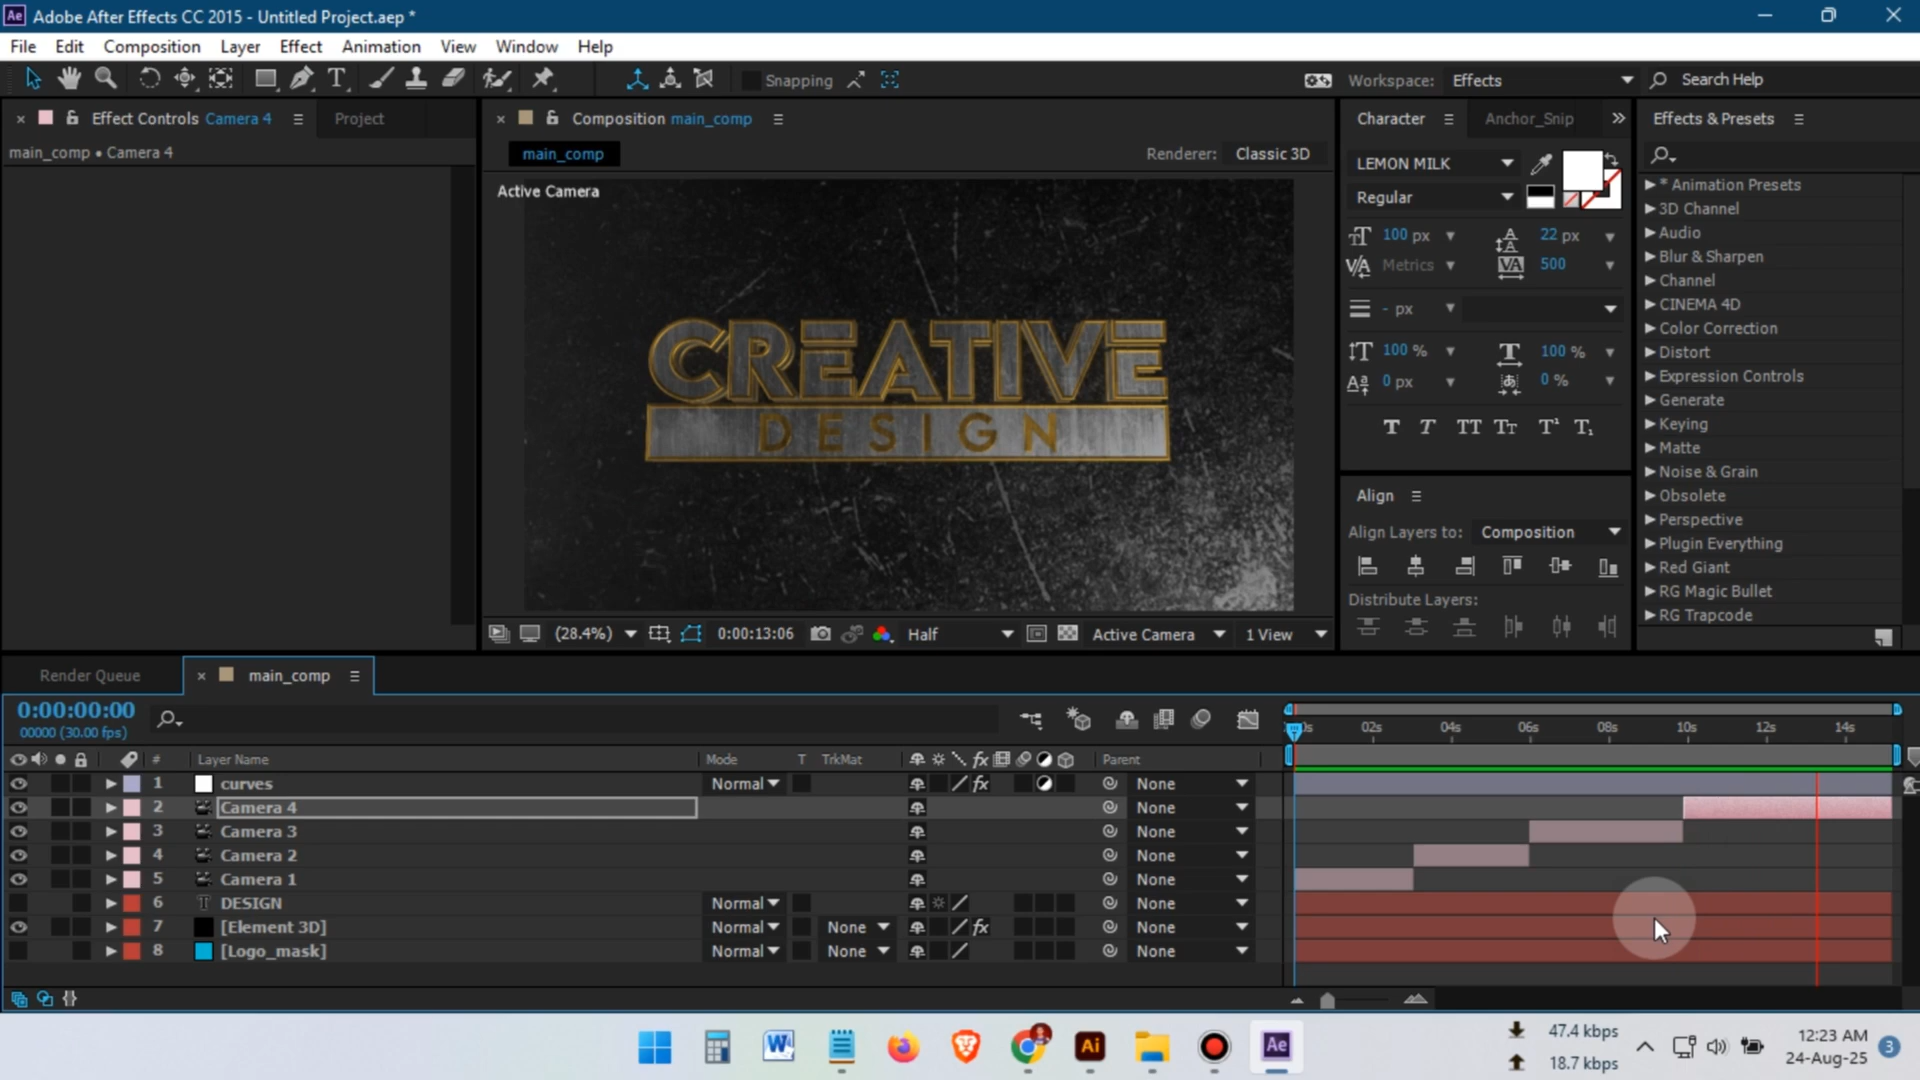 Adobe After Effects CC 2015 - Untitled Project.aep *
File Edit Composition Layer Effect Animation View Window Help
Snapping
Workspace: Effects
Search Help
Effect Controls Camera 4
Project
main_comp • Camera 4
Composition main_comp
main_comp
Renderer: Classic 3D
Active Camera
CREATIVE
DESIGN
(28.4%)
0:00:13:06
Half
Active Camera
1 View
Character
Anchor_Snip
LEMON MILK
Regular
100 px
22 px
Metrics
500
- px
100 %
100 %
0 px
0 %
Align
Align Layers to: Composition
Distribute Layers:
Effects & Presets
* Animation Presets
3D Channel
Audio
Blur & Sharpen
Channel
CINEMA 4D
Color Correction
Distort
Expression Controls
Generate
Keying
Matte
Noise & Grain
Obsolete
Perspective
Plugin Everything
Red Giant
RG Magic Bullet
RG Trapcode
Render Queue
main_comp
0:00:00:00
00000 (30.00 fps)
02s 04s 06s 08s 10s 12s 14s
# Layer Name Mode T TrkMat Parent
1 curves Normal None
2 Camera 4 None
3 Camera 3 None
4 Camera 2 None
5 Camera 1 None
6 DESIGN Normal None
7 [Element 3D] Normal None None
8 [Logo_mask] Normal None None
47.4 kbps
18.7 kbps
12:23 AM
24-Aug-25
3